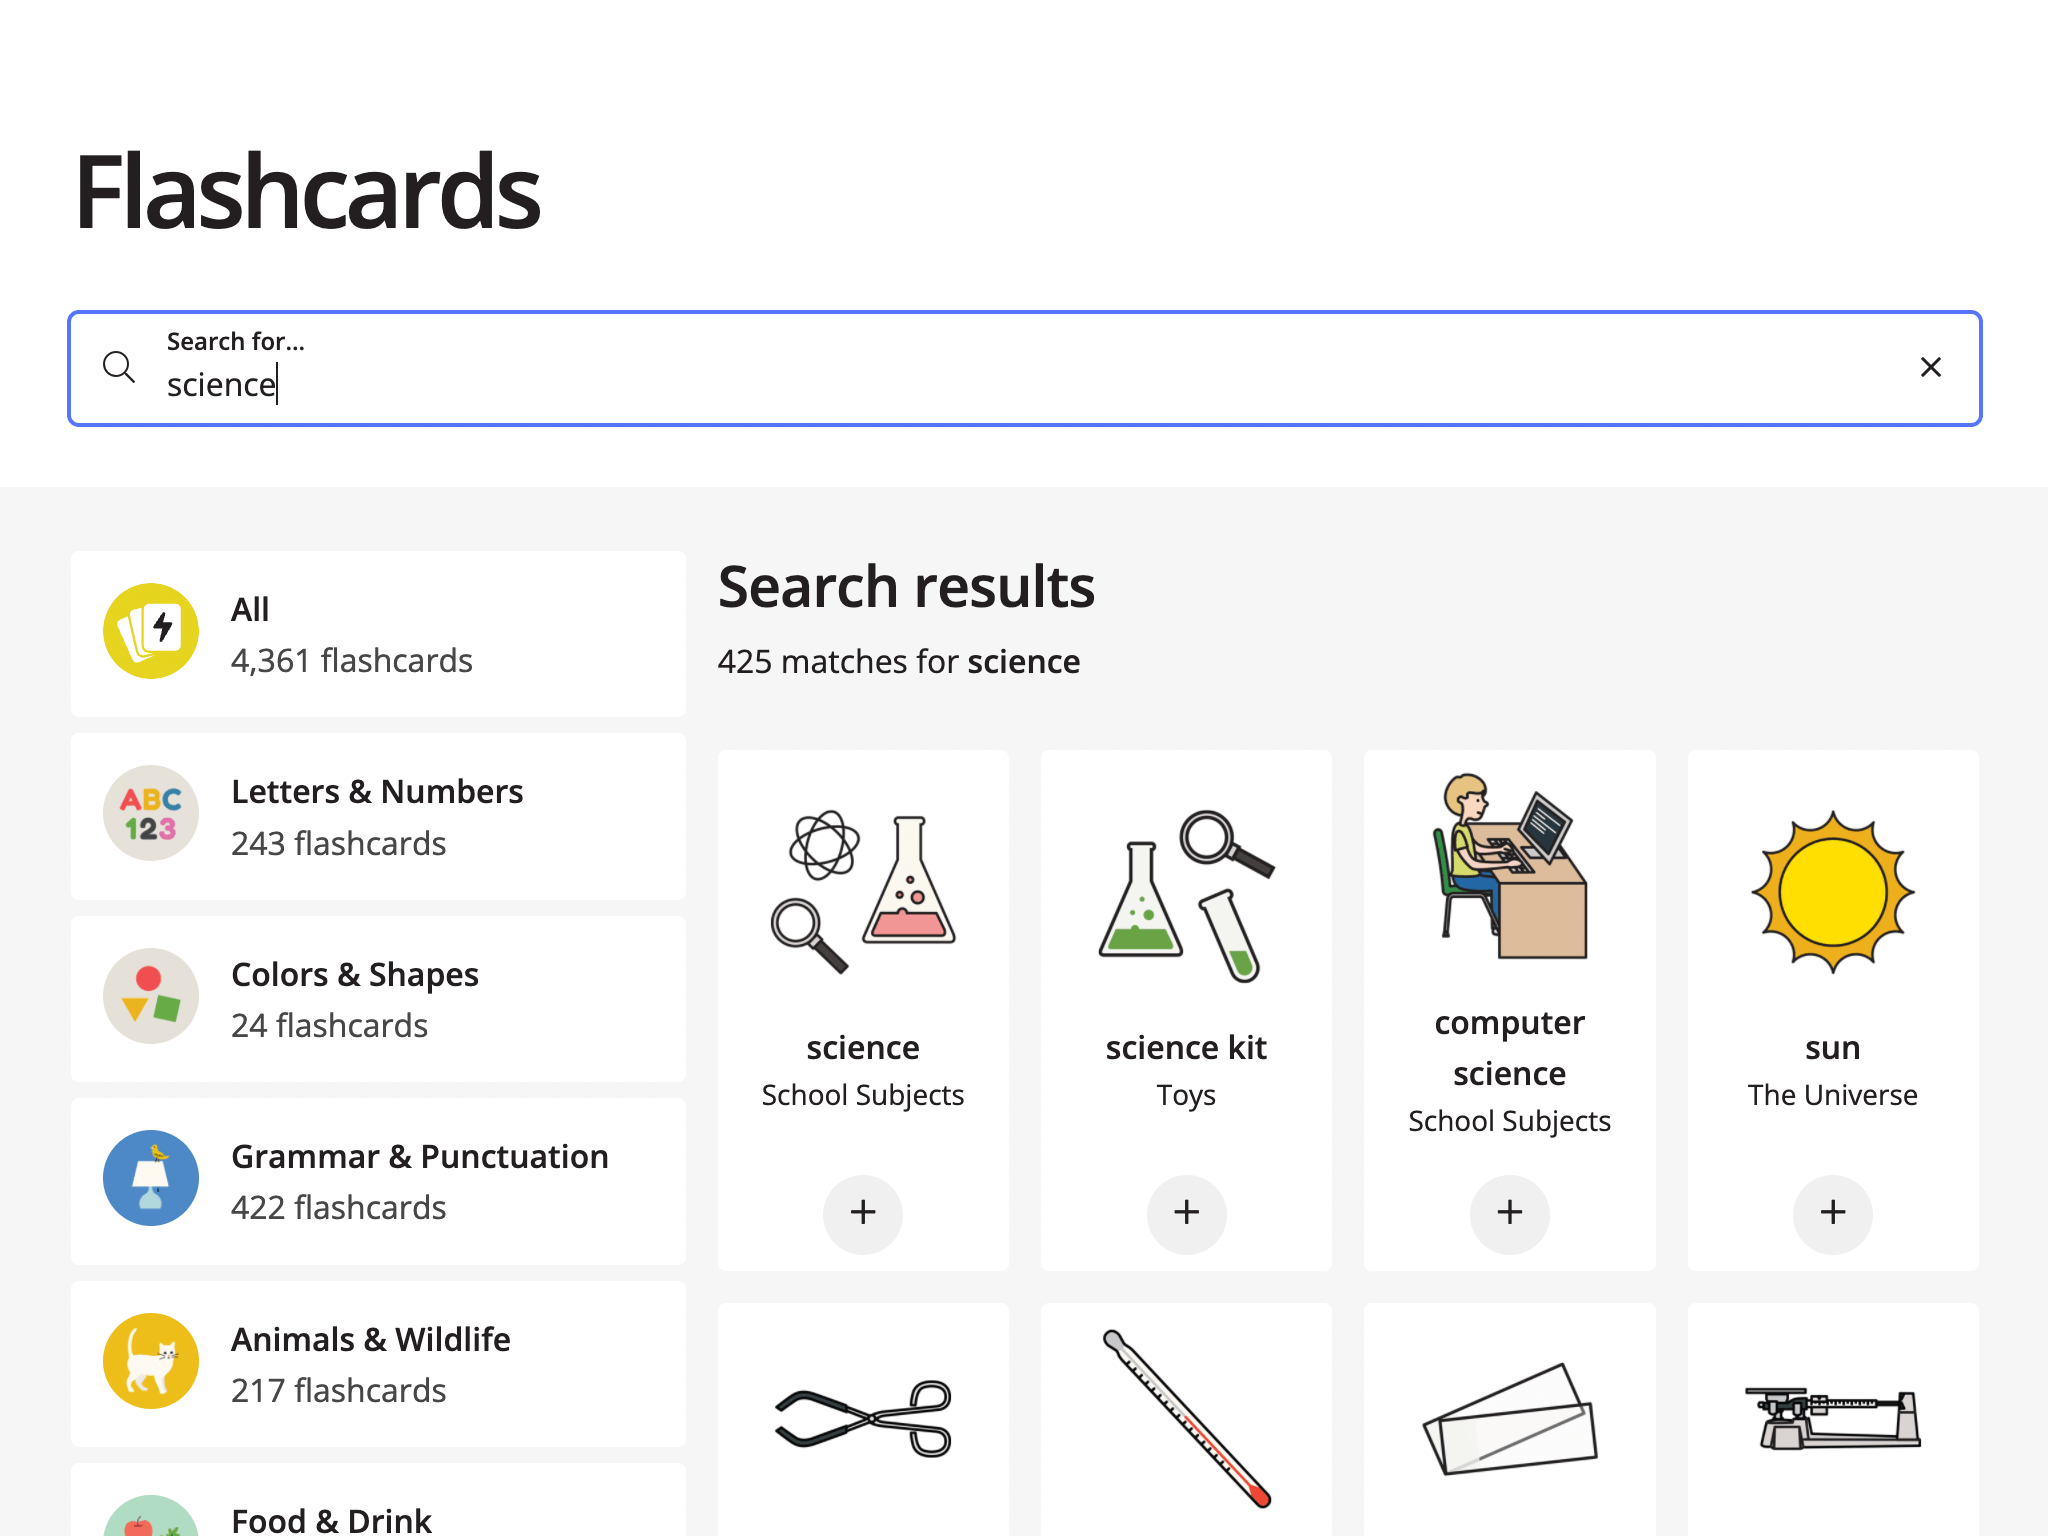 Flashcards
Search for...
science
All
4,361 flashcards
Letters & Numbers
243 flashcards
Colors & Shapes
24 flashcards
Grammar & Punctuation
422 flashcards
Animals & Wildlife
217 flashcards
Food & Drink
Search results
425 matches for science
science
School Subjects
science kit
Toys
computer
science
School Subjects
sun
The Universe
ABC
123